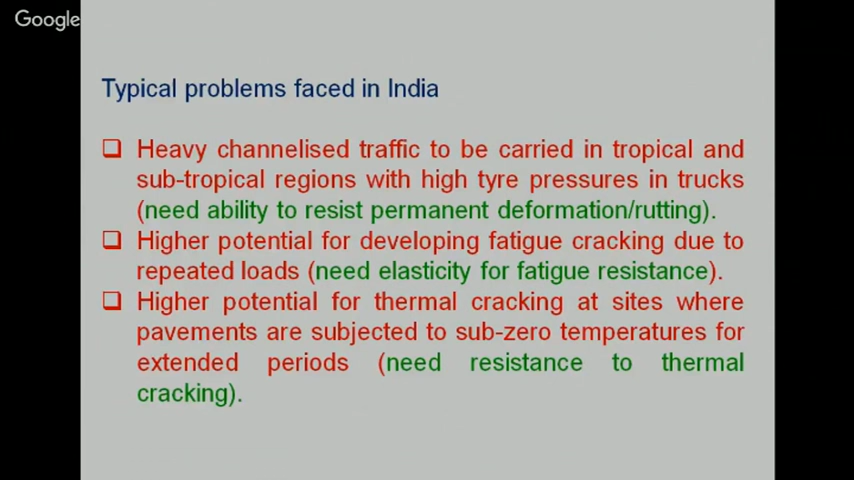 Google
Typical problems faced in India
❑ Heavy channelised traffic to be carried in tropical and
sub-tropical regions with high tyre pressures in trucks
(need ability to resist permanent deformation/rutting).
❑ Higher potential for developing fatigue cracking due to
repeated loads (need elasticity for fatigue resistance).
❑ Higher potential for thermal cracking at sites where
pavements are subjected to sub-zero temperatures for
extended periods (need resistance to thermal
cracking).